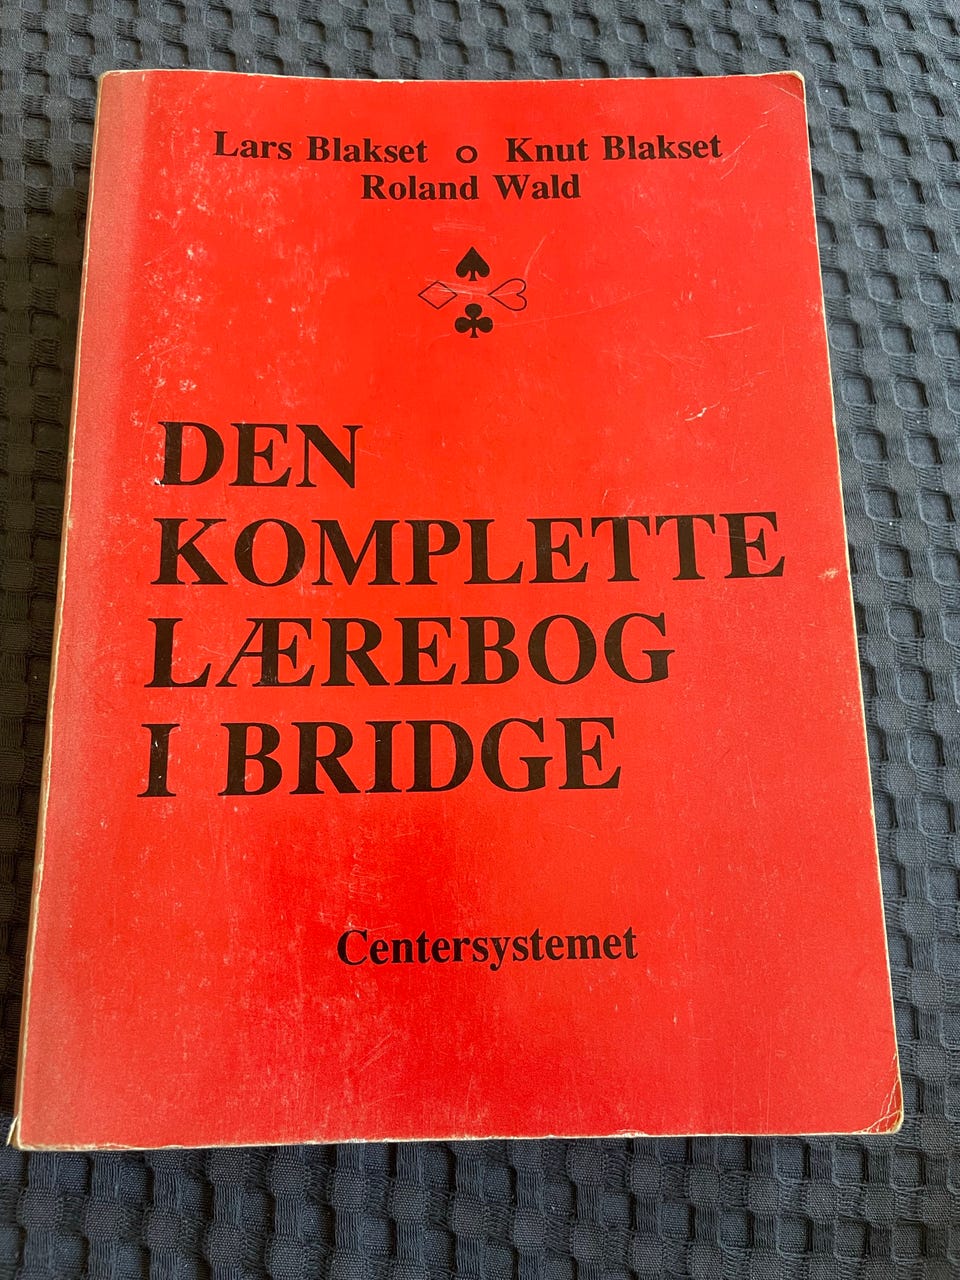 Lars Blakset o Knut Blakset
Roland Wald
DEN
KOMPLETTE
LÆREBOG
I BRIDGE
Centersystemet